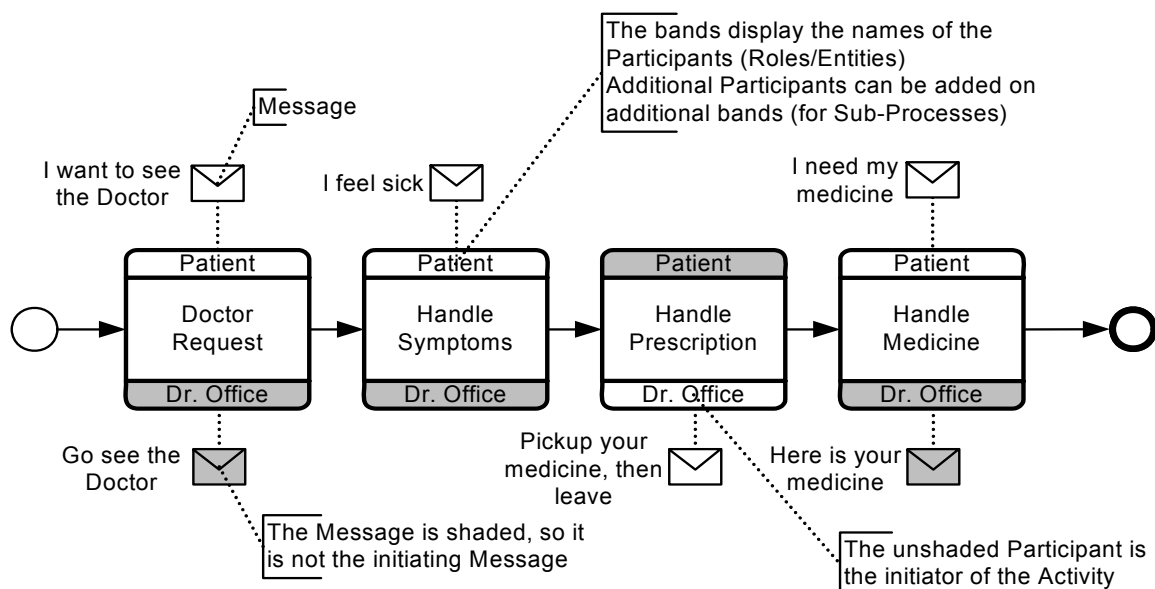 The bands display the names of the
Participants (Roles/Entities)
Additional Participants can be added on
additional bands (for Sub-Processes)
Message
I want to see
the Doctor
I feel sick
I need my
medicine
Patient
Doctor
Request
Dr. Office
Patient
Handle
Symptoms
Dr. Office
Patient
Handle
Prescription
Dr. Office
Patient
Handle
Medicine
Dr. Office
Go see the
Doctor
Pickup your
medicine, then
leave
Here is your
medicine
The Message is shaded, so it
is not the initiating Message
The unshaded Participant is
the initiator of the Activity